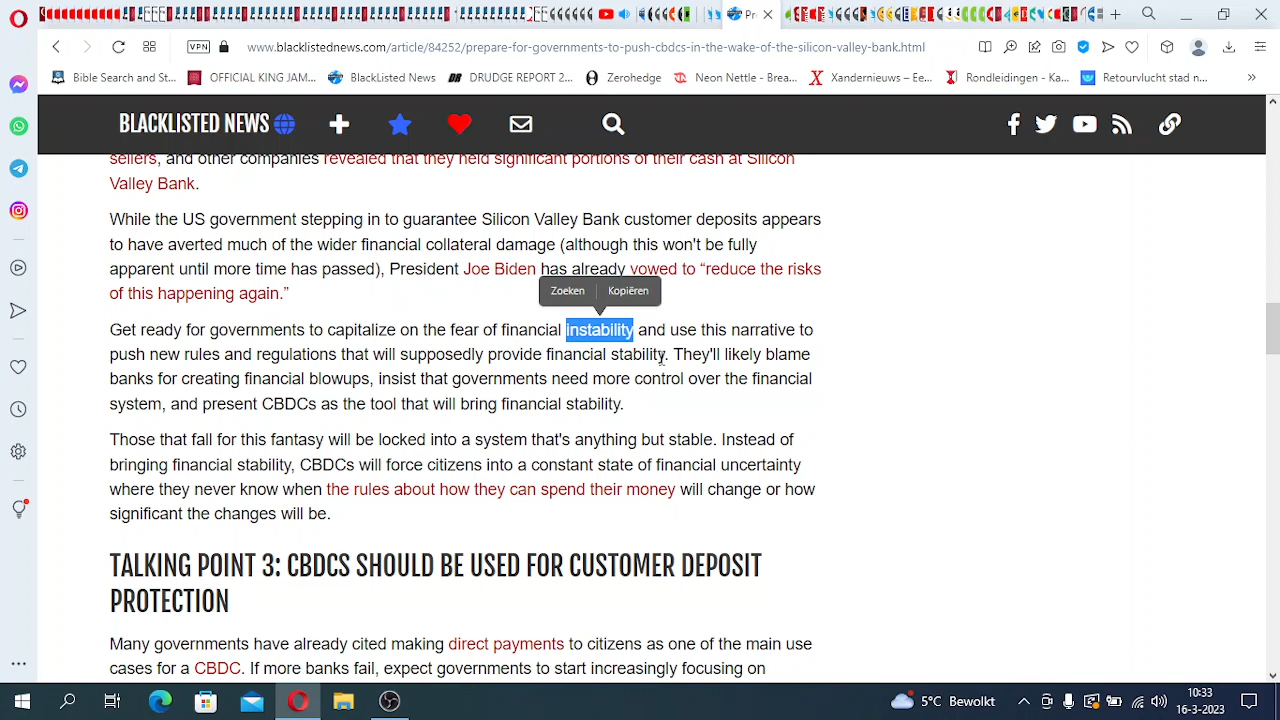 Pr
VPN
www.blacklistednews.com/article/84252/prepare-for-governments-to-push-cbdcs-in-the-wake-of-the-silicon-valley-bank.html
Bible Search and St...
OFFICIAL KING JAM...
BlackListed News
DRUDGE REPORT 2...
Zerohedge
Neon Nettle - Brea...
Xandernieuws – Ee...
Rondleidingen - Ka...
Retourvlucht stad n...
BLACKLISTED NEWS
sellers, and other companies revealed that they held significant portions of their cash at Silicon
Valley Bank.
While the US government stepping in to guarantee Silicon Valley Bank customer deposits appears
to have averted much of the wider financial collateral damage (although this won't be fully
apparent until more time has passed), President Joe Biden has already vowed to “reduce the risks
of this happening again.”
Zoeken
Kopiëren
Get ready for governments to capitalize on the fear of financial instability and use this narrative to
push new rules and regulations that will supposedly provide financial stability. They'll likely blame
banks for creating financial blowups, insist that governments need more control over the financial
system, and present CBDCs as the tool that will bring financial stability.
Those that fall for this fantasy will be locked into a system that's anything but stable. Instead of
bringing financial stability, CBDCs will force citizens into a constant state of financial uncertainty
where they never know when the rules about how they can spend their money will change or how
significant the changes will be.
TALKING POINT 3: CBDCS SHOULD BE USED FOR CUSTOMER DEPOSIT
PROTECTION
Many governments have already cited making direct payments to citizens as one of the main use
cases for a CBDC. If more banks fail, expect governments to start increasingly focusing on
5°C Bewolkt
10:33
16-3-2023